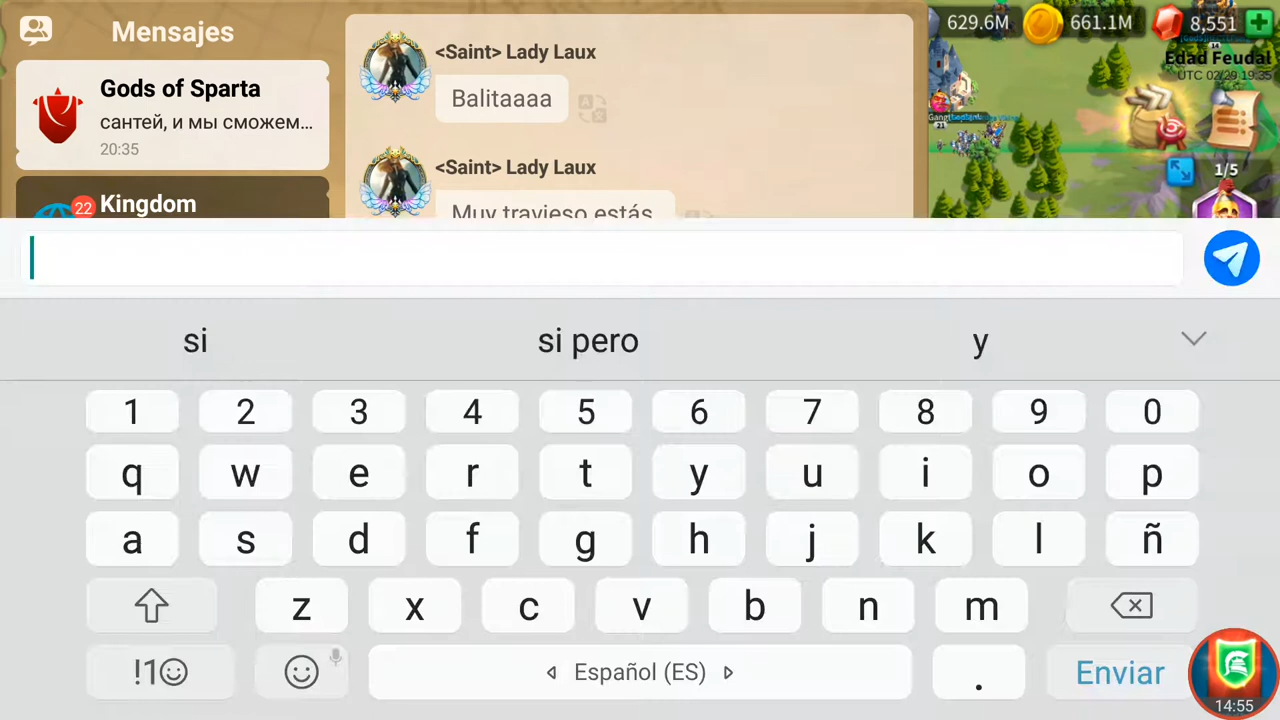 Mensajes
Gods of Sparta
сантей, и мы сможем...
20:35
22
Kingdom
<Saint> Lady Laux
Balitaaaa
<Saint> Lady Laux
Muy travieso estás
629.6M
661.1M
8,551
Edad Feudal
UTC 02/29 19:35
1/5
si
si pero
y
1 2 3 4 5 6 7 8 9 0
q w e r t y u i o p
a s d f g h j k l ñ
z x c v b n m
!1
Español (ES)
.
Enviar
14:55